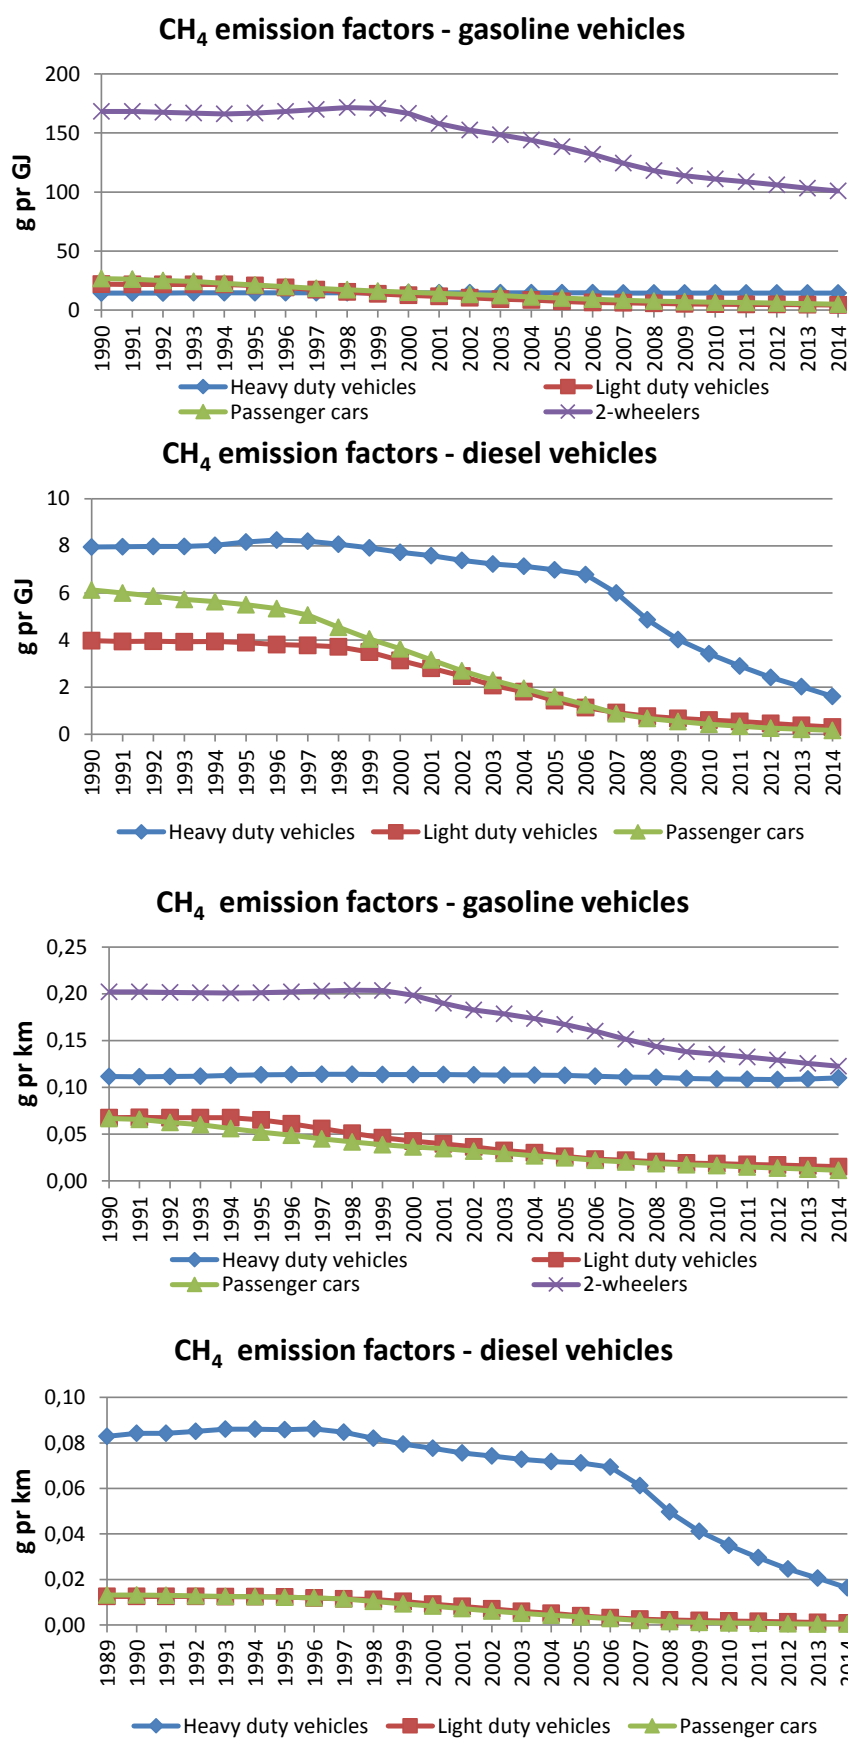 CH₄ emission factors - gasoline vehicles
200
150
100
50
0
g pr GJ
1990 1991 1992 1993 1994 1995 1996 1997 1998 1999 2000 2001 2002 2003 2004 2005 2006 2007 2008 2009 2010 2011 2012 2013 2014
Heavy duty vehicles Light duty vehicles
Passenger cars 2-wheelers
CH₄ emission factors - diesel vehicles
10
8
6
4
2
0
g pr GJ
1990 1991 1992 1993 1994 1995 1996 1997 1998 1999 2000 2001 2002 2003 2004 2005 2006 2007 2008 2009 2010 2011 2012 2013 2014
Heavy duty vehicles Light duty vehicles Passenger cars
CH₄ emission factors - gasoline vehicles
0,25
0,20
0,15
0,10
0,05
0,00
g pr km
1990 1991 1992 1993 1994 1995 1996 1997 1998 1999 2000 2001 2002 2003 2004 2005 2006 2007 2008 2009 2010 2011 2012 2013 2014
Heavy duty vehicles Light duty vehicles
Passenger cars 2-wheelers
CH₄ emission factors - diesel vehicles
0,10
0,08
0,06
0,04
0,02
0,00
g pr km
1989 1990 1991 1992 1993 1994 1995 1996 1997 1998 1999 2000 2001 2002 2003 2004 2005 2006 2007 2008 2009 2010 2011 2012 2013 2014
Heavy duty vehicles Light duty vehicles Passenger cars